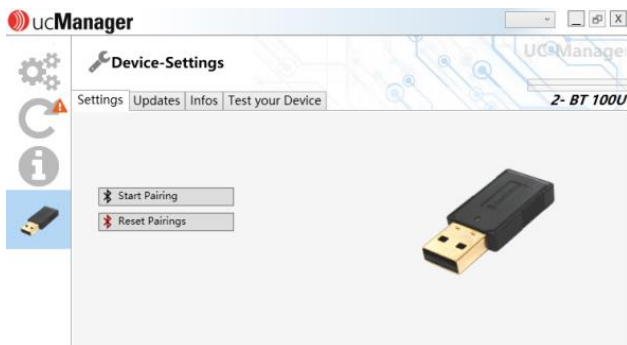 ucManager
X
Device-Settings
UC-Manager
Settings Updates Infos Test your Device
2- BT 100U
Start Pairing
Reset Pairings